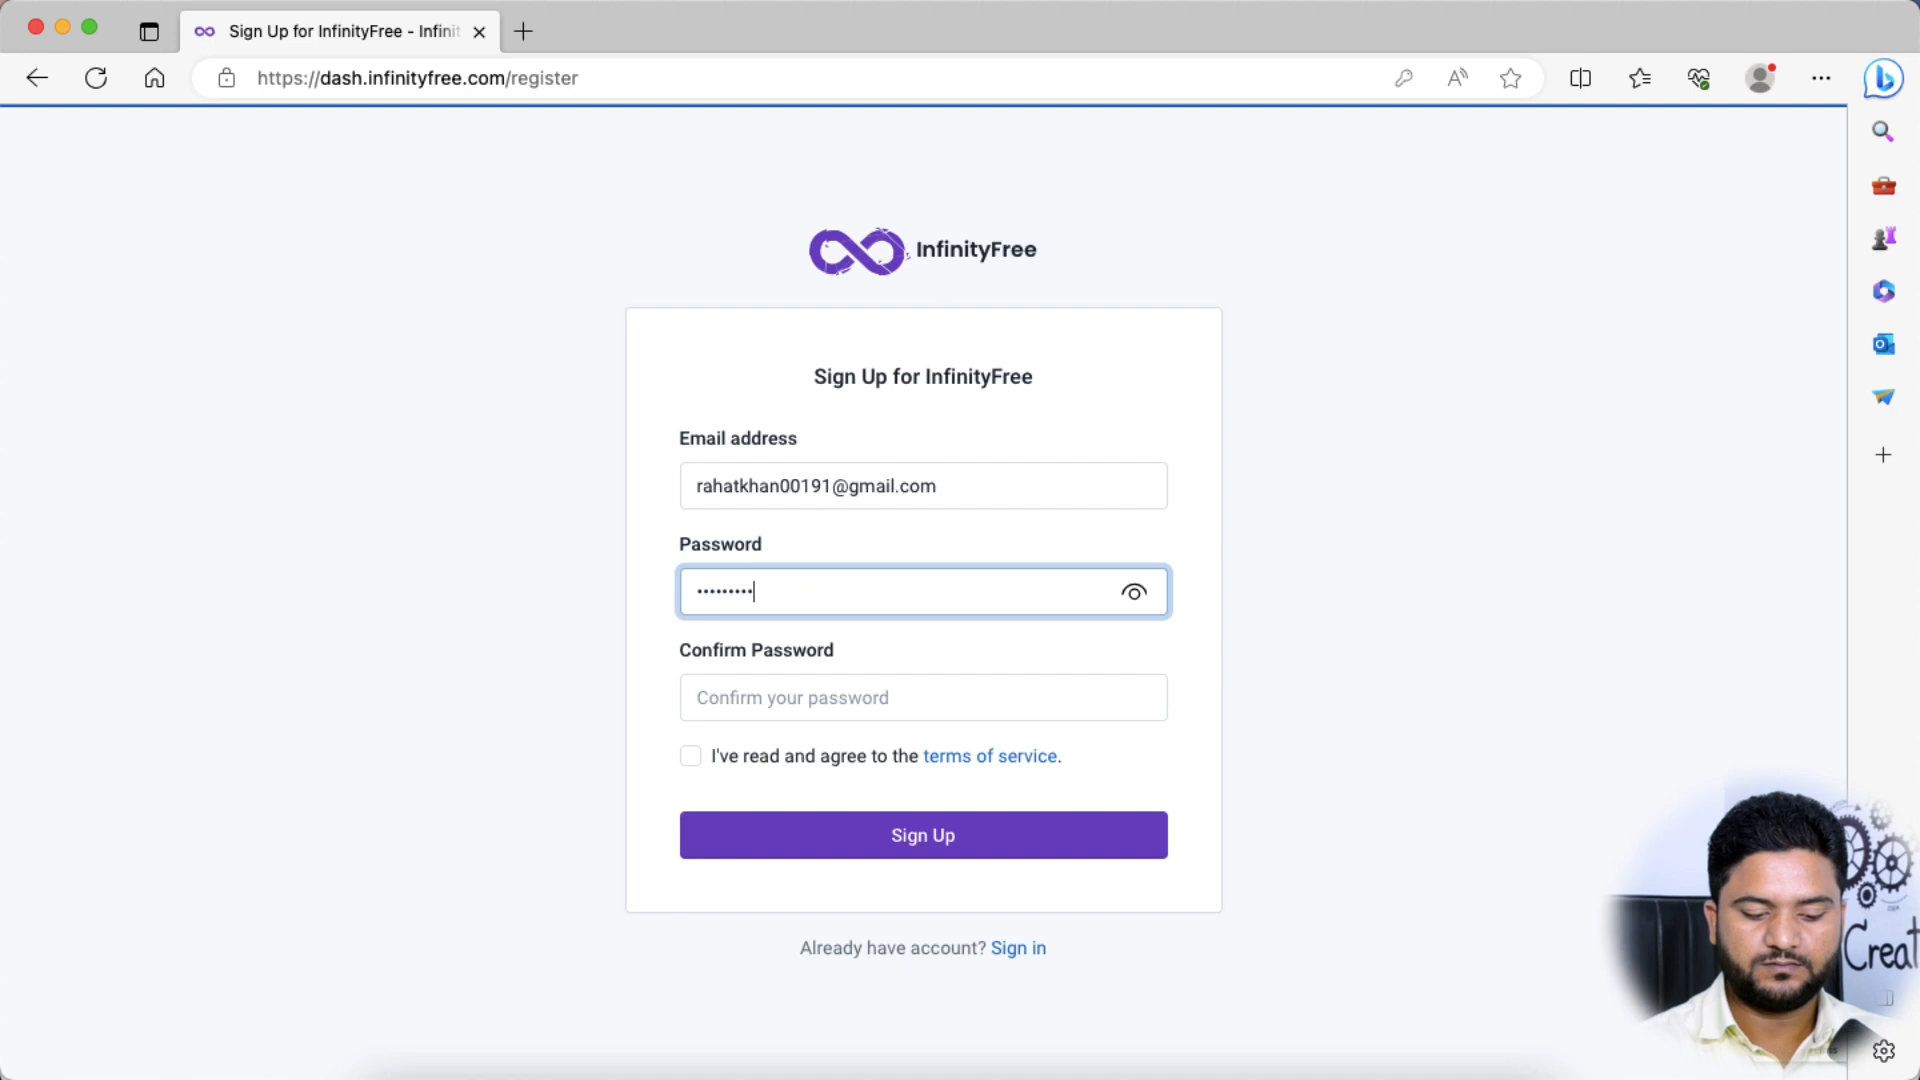 Sign Up for InfinityFree - Infinit
https://dash.infinityfree.com/register
InfinityFree
Sign Up for InfinityFree
Email address
rahatkhan00191@gmail.com
Password
•••••••••
Confirm Password
Confirm your password
I've read and agree to the terms of service.
Sign Up
Already have account? Sign in
Creat